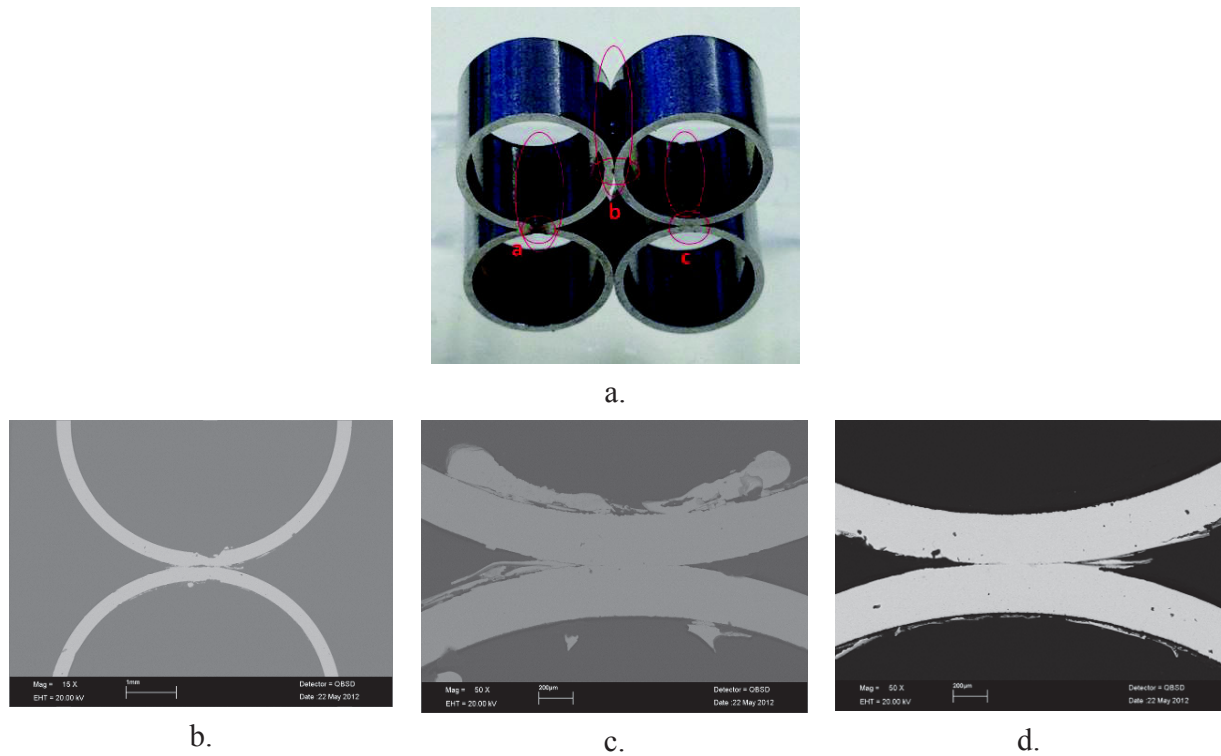 b
a
c
a.
Mag = 15 X
1mm
Detector = QBSD
EHT = 20.00 kV
Date :22 May 2012
Mag = 50 X
200µm
Detector = QBSD
EHT = 20.00 kV
Date :22 May 2012
Mag = 50 X
200µm
Detector = QBSD
EHT = 20.00 kV
Date :22 May 2012
b.
c.
d.